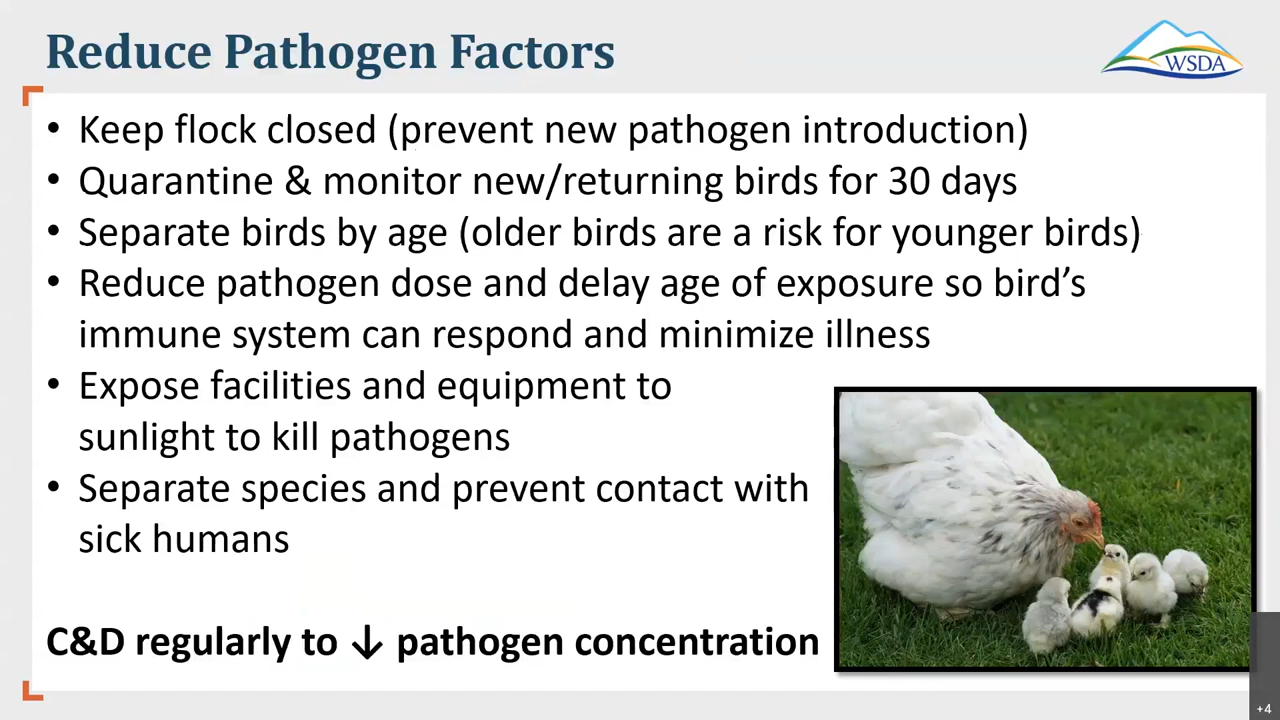 Reduce Pathogen Factors
WSDA
• Keep flock closed (prevent new pathogen introduction)
• Quarantine & monitor new/returning birds for 30 days
• Separate birds by age (older birds are a risk for younger birds)
• Reduce pathogen dose and delay age of exposure so bird’s
immune system can respond and minimize illness
• Expose facilities and equipment to
sunlight to kill pathogens
• Separate species and prevent contact with
sick humans
C&D regularly to ↓ pathogen concentration
+4